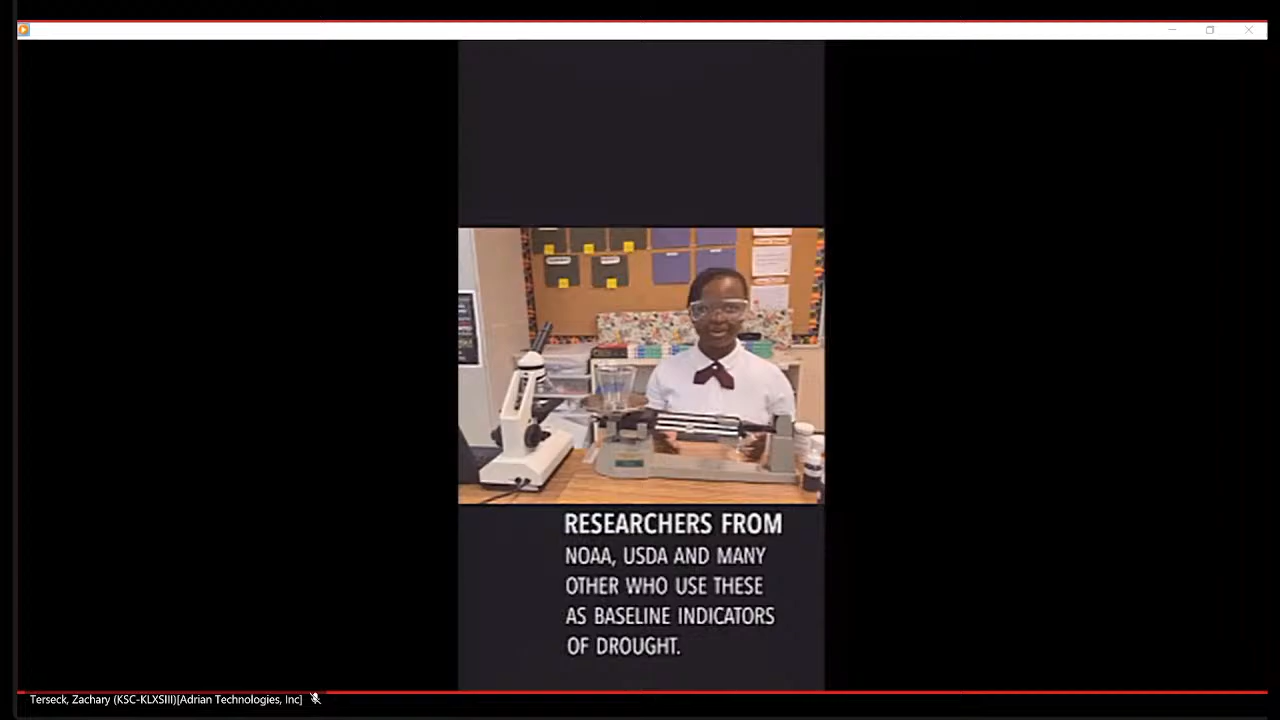 RESEARCHERS FROM
NOAA, USDA AND MANY
OTHER WHO USE THESE
AS BASELINE INDICATORS
OF DROUGHT.
Terseck, Zachary (KSC-KLXSIII)[Adrian Technologies, Inc]